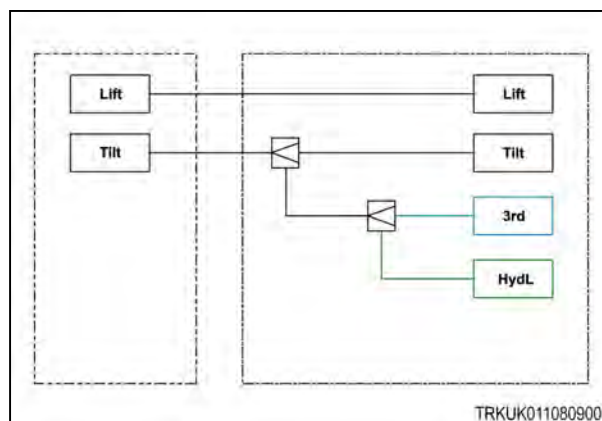 Lift
Lift
Tilt
Tilt
3rd
HydL
TRKUK011080900